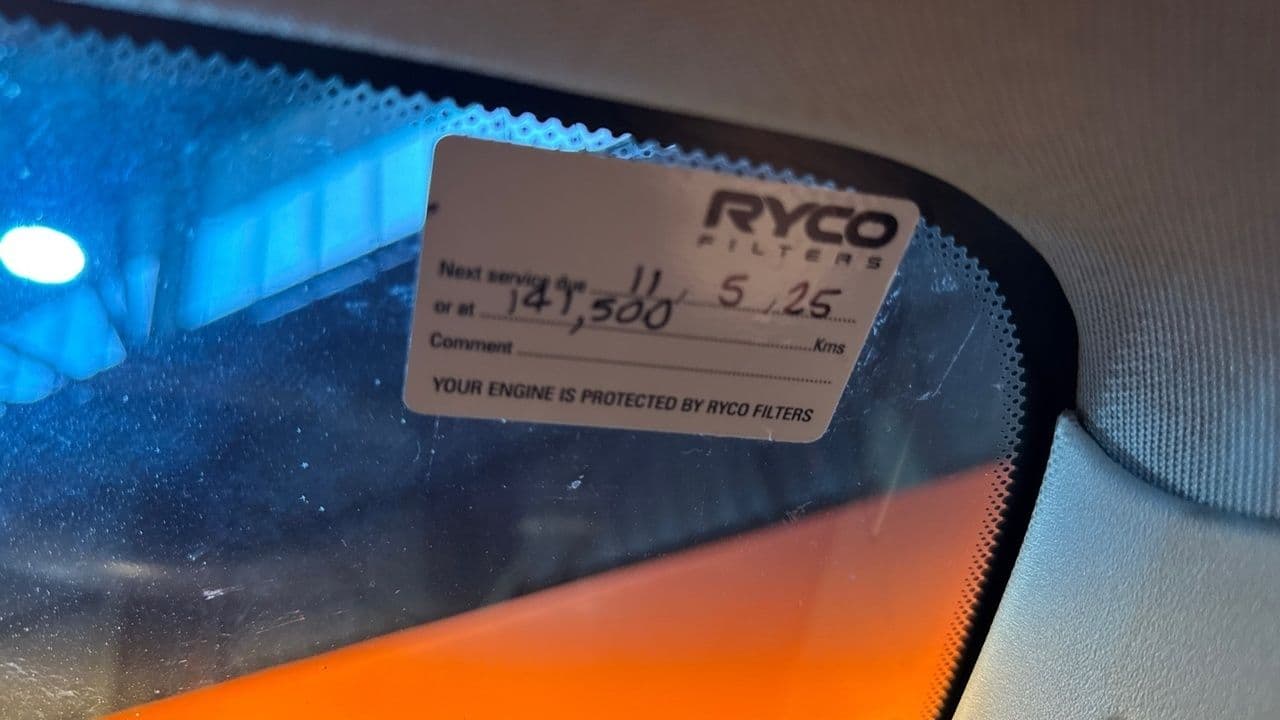 RYCO
FILTERS
Next service due 11, 5, 25
or at 141,500 Kms
Comment
YOUR ENGINE IS PROTECTED BY RYCO FILTERS